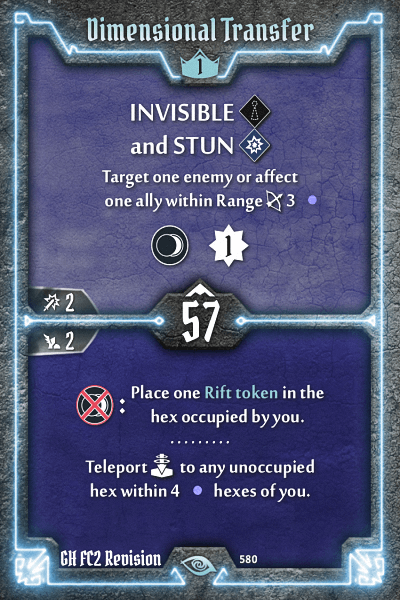 Dimensional Transfer
1
INVISIBLE
and STUN
Target one enemy or affect
one ally within Range 3
1
2
57
2
: Place one Rift token in the
hex occupied by you.
Teleport to any unoccupied
hex within 4 hexes of you.
GH FC2 Revision
580